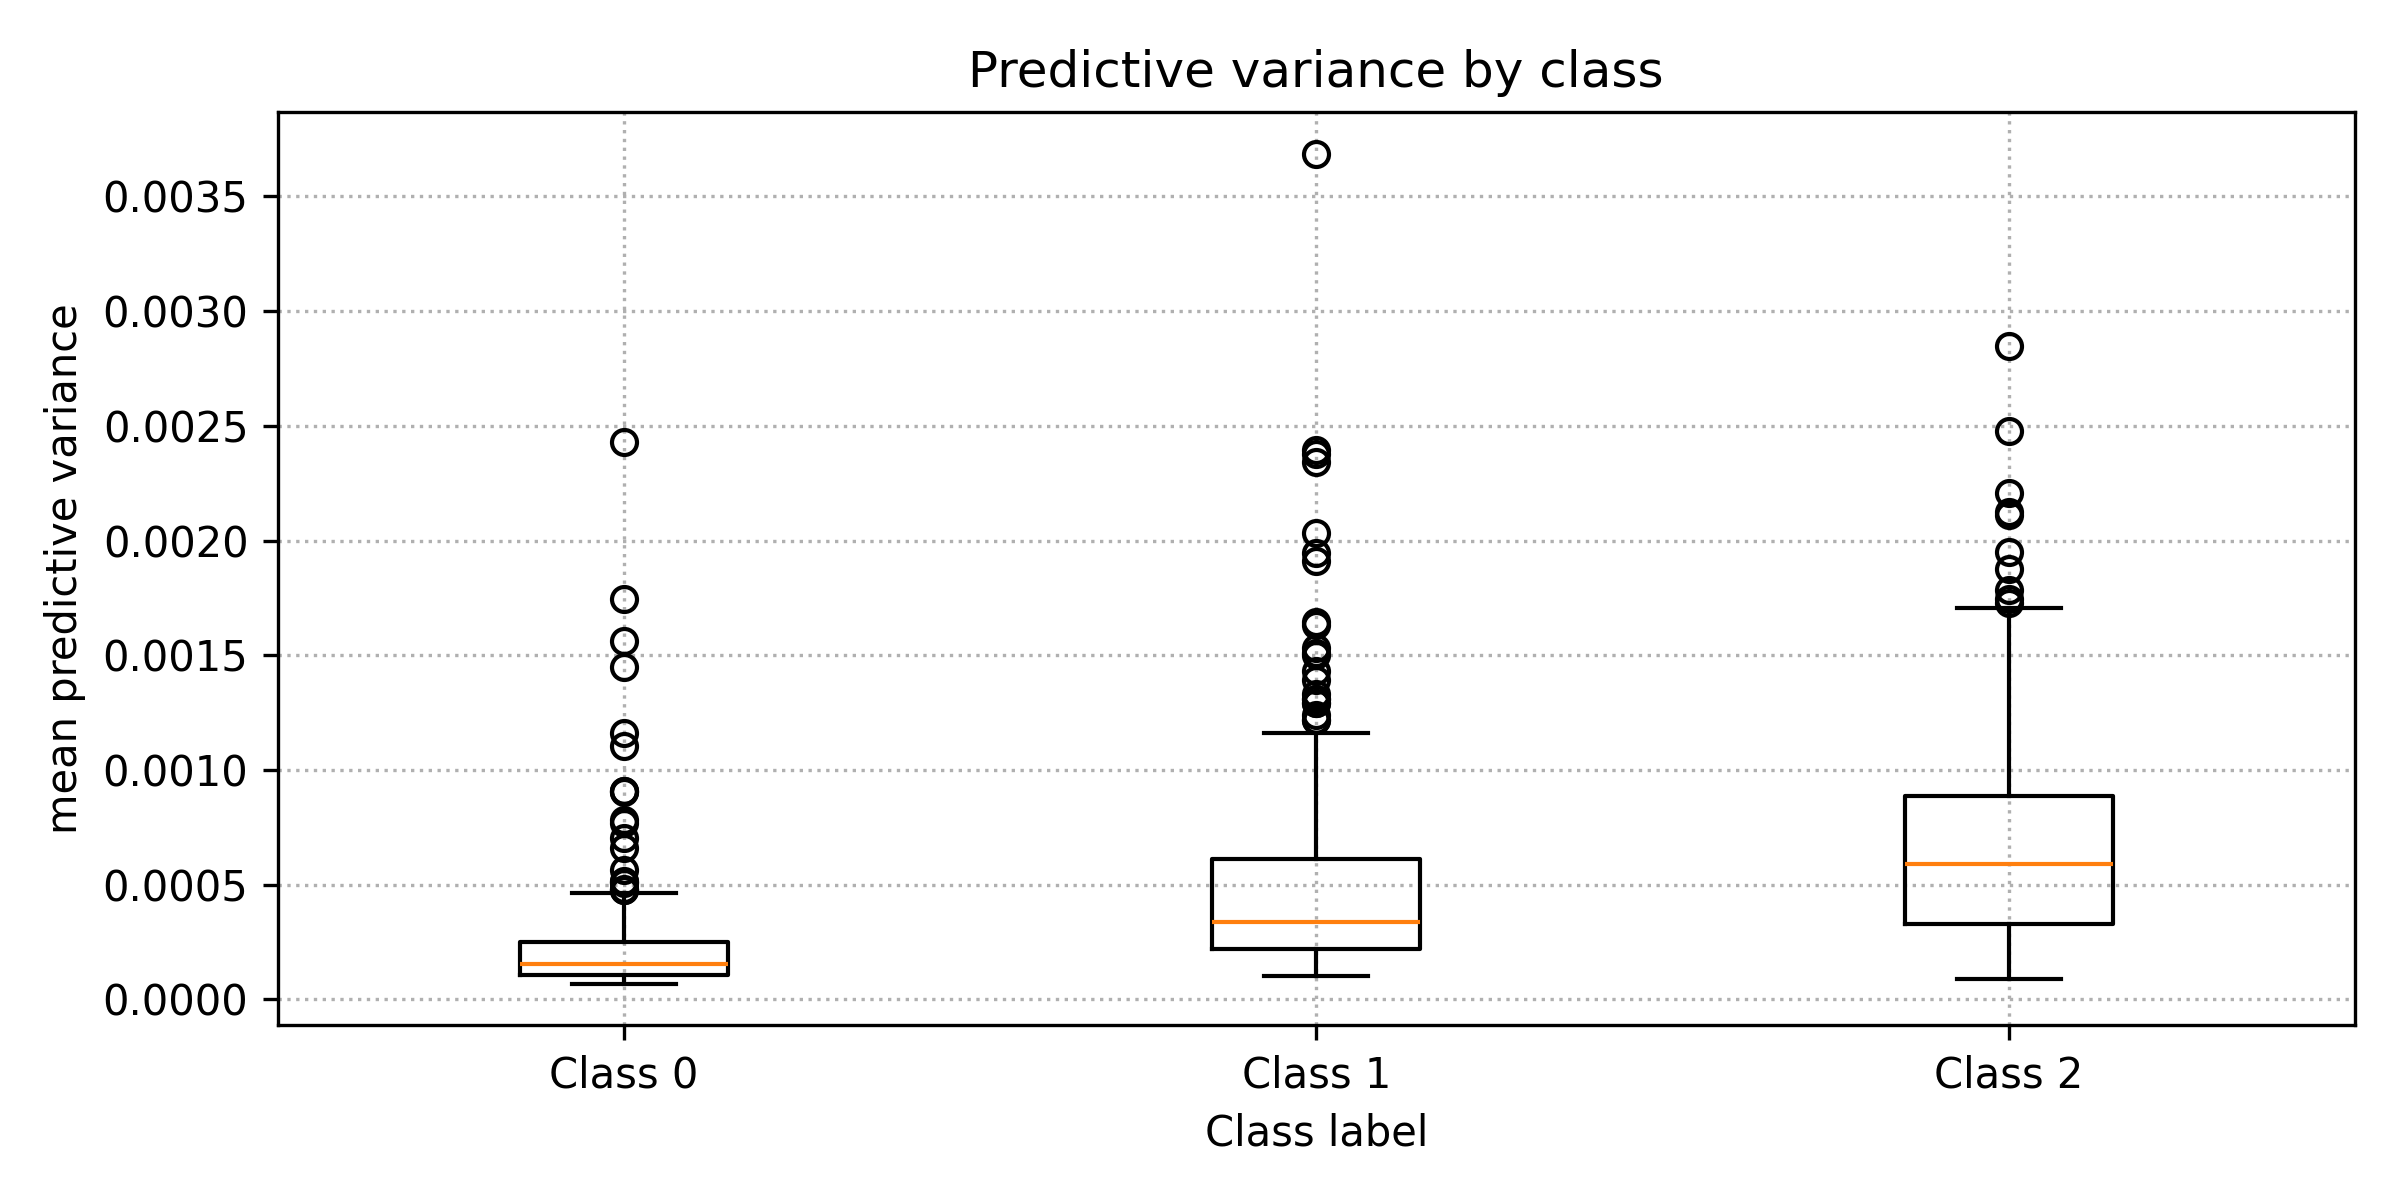 Predictive variance by class
mean predictive variance
0.0035
0.0030
0.0025
0.0020
0.0015
0.0010
0.0005
0.0000
Class 0 Class 1 Class 2
Class label